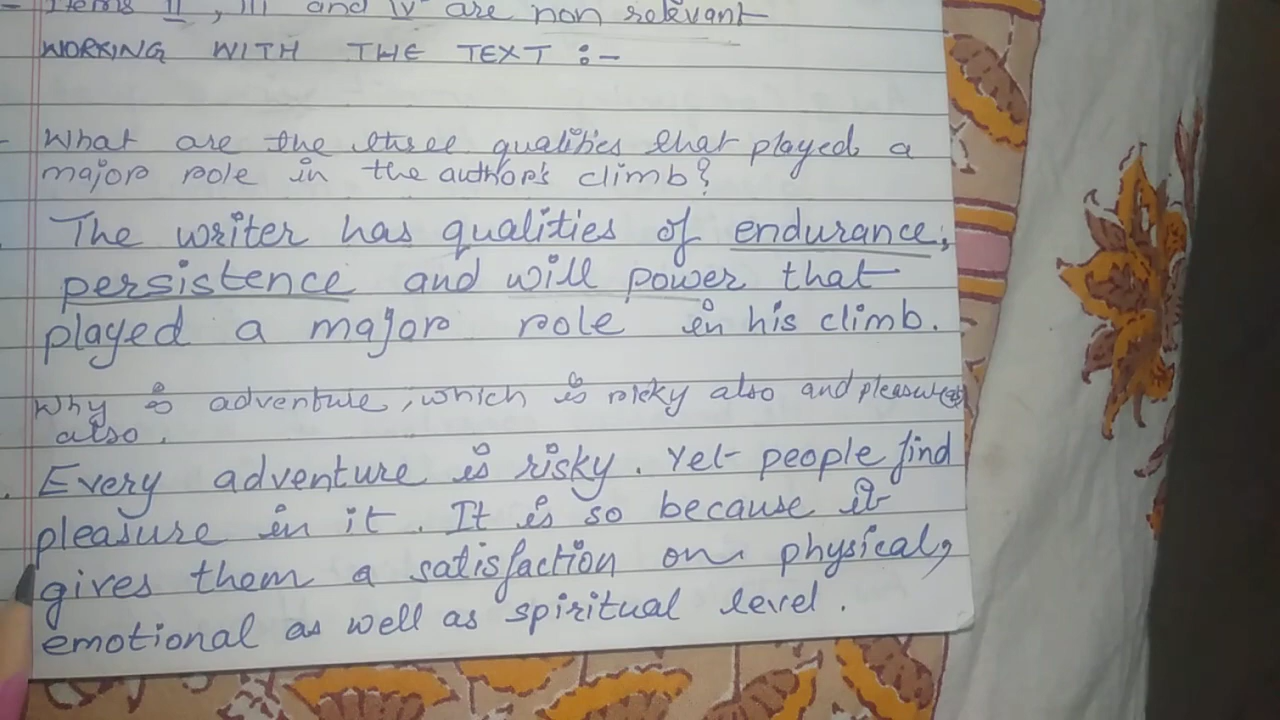 - Items II, III and IV are non relevant
WORKING WITH THE TEXT :-
What are the three qualities that played a
major role in the author's climb?
The writer has qualities of endurance,
persistence and will power that
played a major role in his climb.
Why is adventure, which is risky also and pleasure
also.
Every adventure is risky. Yet people find
pleasure in it. It is so because it
gives them a satisfaction on physical,
emotional as well as spiritual level.